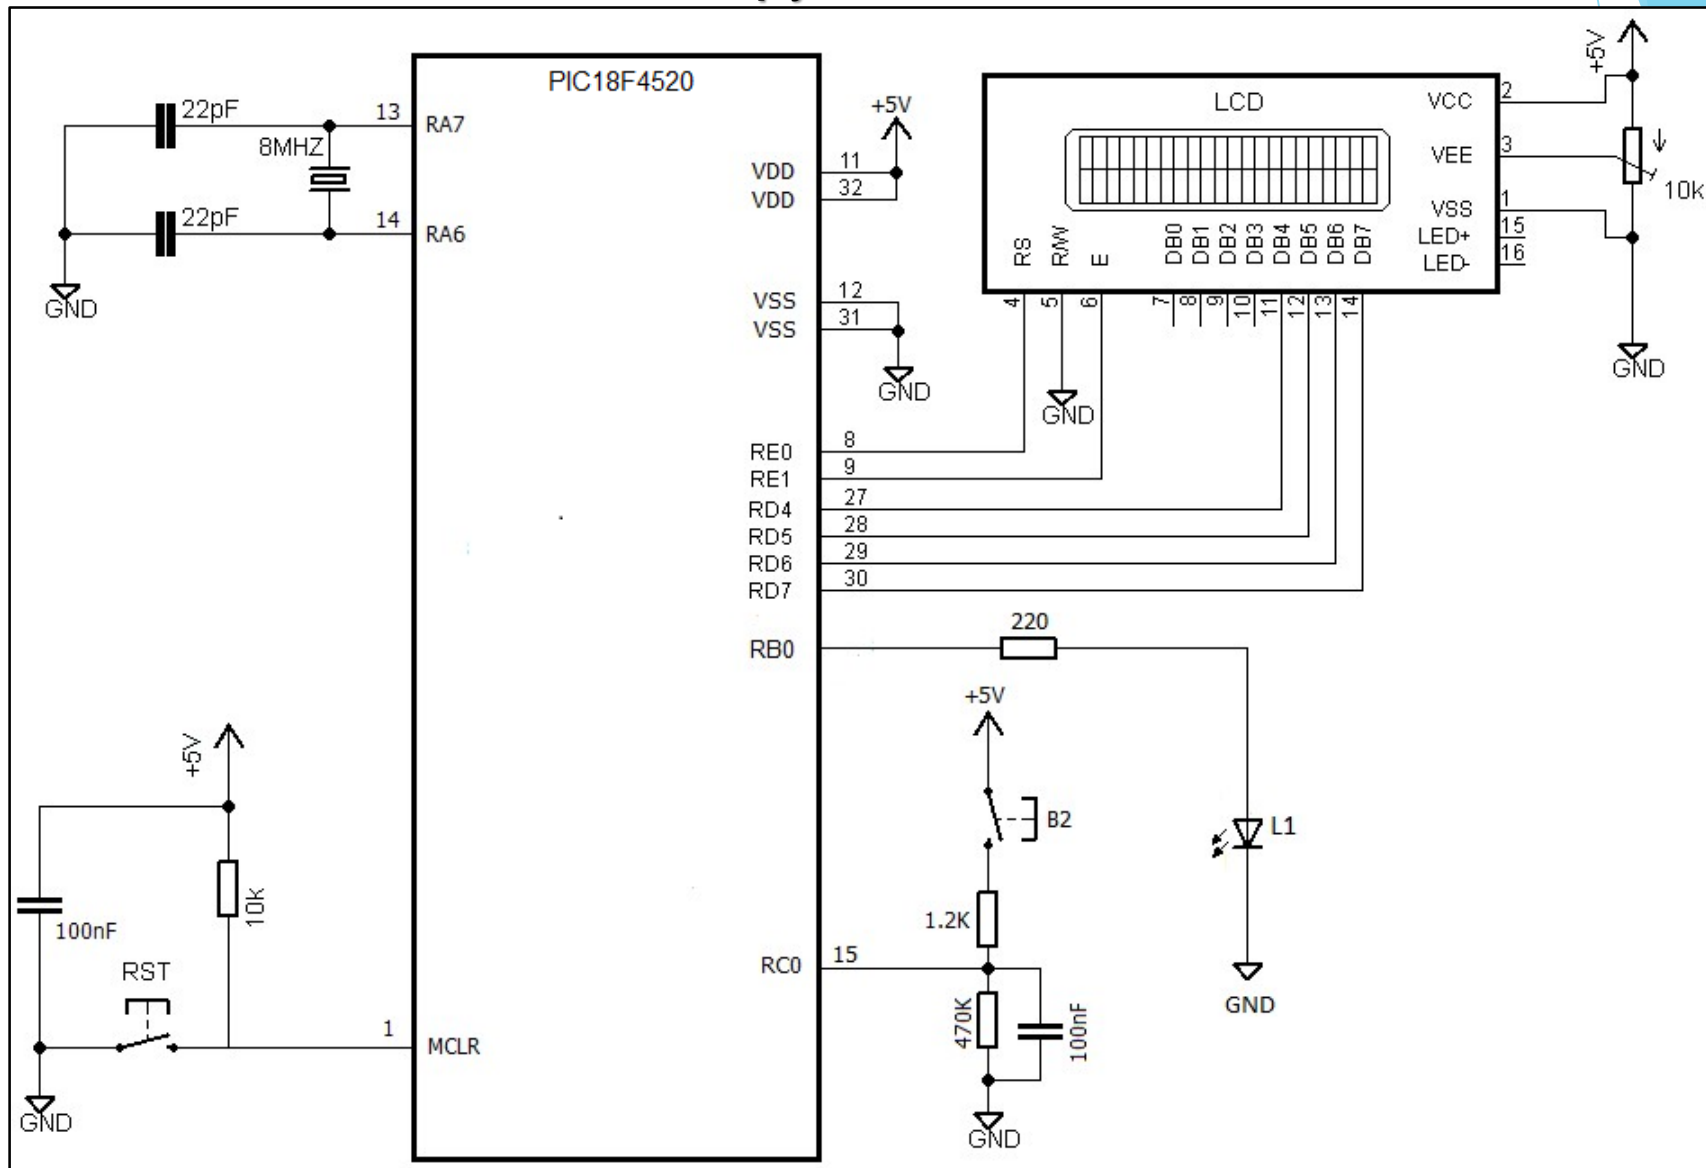 PIC18F4520
22pF
13
RA7
8MHZ
22pF
14
RA6
GND
+5V
VDD
11
VDD
32
VSS
12
VSS
31
GND
LCD
VCC
2
VEE
3
VSS
1
LED+
15
LED-
16
+5V
10k
GND
RS
R/W
E
DB0
DB1
DB2
DB3
DB4
DB5
DB6
DB7
4
5
6
7
8
9
10
11
12
13
14
GND
RE0
8
RE1
9
RD4
27
RD5
28
RD6
29
RD7
30
RB0
220
+5V
B2
L1
1.2K
GND
RC0
15
470K
100nF
GND
+5V
10k
100nF
RST
1
MCLR
GND